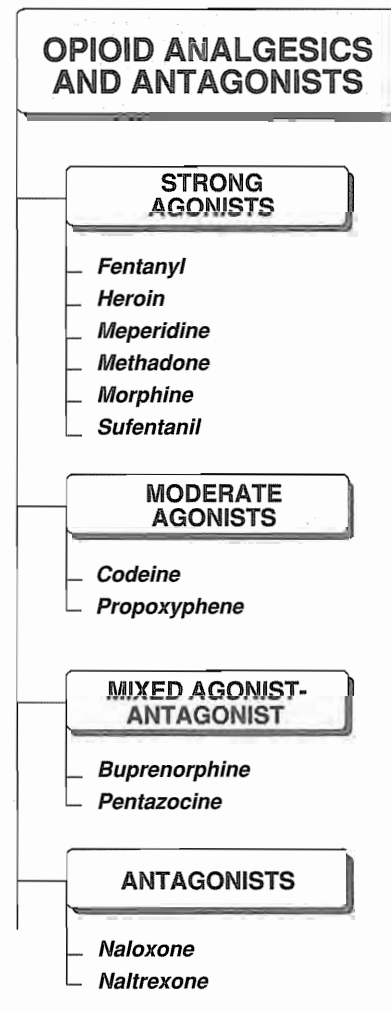 OPIOID ANALGESICS
AND ANTAGONISTS
STRONG
AGONISTS
Fentanyl
Heroin
Meperidine
Methadone
Morphine
Sufentanil
MODERATE
AGONISTS
Codeine
Propoxyphene
MIXED AGONIST-
ANTAGONIST
Buprenorphine
Pentazocine
ANTAGONISTS
Naloxone
Naltrexone